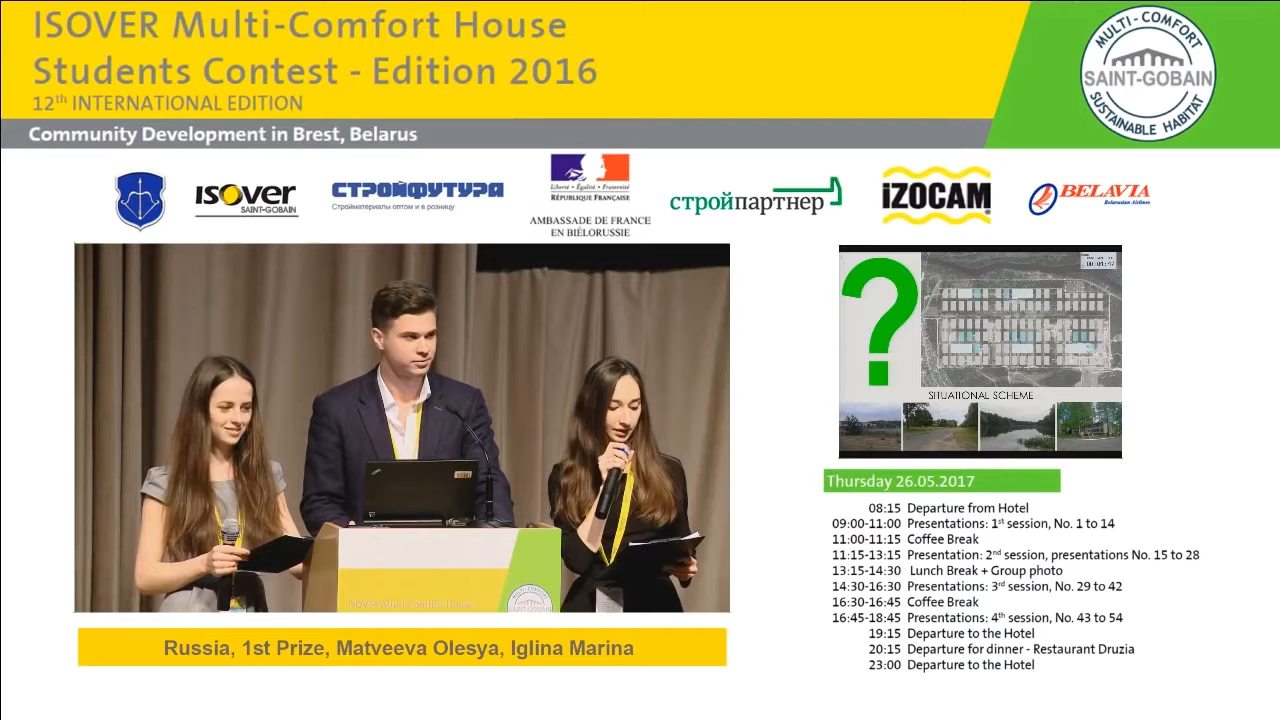 ISOVER Multi-Comfort House
Students Contest - Edition 2016
12th INTERNATIONAL EDITION
Community Development in Brest, Belarus
MULTI-COMFORT
SAINT-GOBAIN
SUSTAINABLE HABITAT
isover
SAINT-GOBAIN
СТРОЙФУТУРА
Стройматериалы оптом и в розницу
Liberté • Égalité • Fraternité
RÉPUBLIQUE FRANÇAISE
AMBASSADE DE FRANCE
EN BIÉLORUSSIE
стройпартнер
iZOCAM®
BELAVIA
Belarusian Airlines
?
SITUATIONAL SCHEME
ISOVER Multi-Comfort House
SAINT-GOBAIN
Russia, 1st Prize, Matveeva Olesya, Iglina Marina
Thursday 26.05.2017
08:15 Departure from Hotel
09:00-11:00 Presentations: 1st session, No. 1 to 14
11:00-11:15 Coffee Break
11:15-13:15 Presentation: 2nd session, presentations No. 15 to 28
13:15-14:30 Lunch Break + Group photo
14:30-16:30 Presentations: 3rd session, No. 29 to 42
16:30-16:45 Coffee Break
16:45-18:45 Presentations: 4th session, No. 43 to 54
19:15 Departure to the Hotel
20:15 Departure for dinner - Restaurant Druzia
23:00 Departure to the Hotel